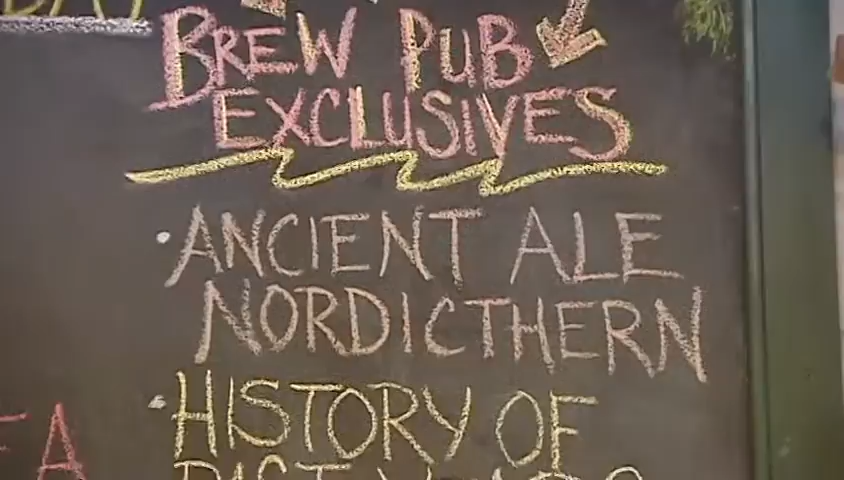 BREW PUB
EXCLUSIVES
• ANCIENT ALE
NORDICTHERN
• HISTORY OF